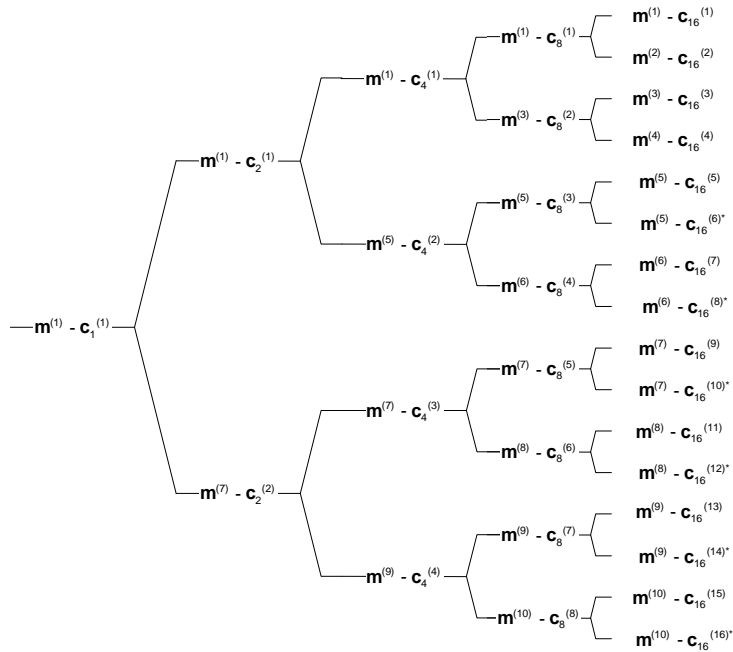 m⁽¹⁾ - c₁₆⁽¹⁾
m⁽¹⁾ - c₈⁽¹⁾
m⁽²⁾ - c₁₆⁽²⁾
m⁽¹⁾ - c₄⁽¹⁾
m⁽³⁾ - c₁₆⁽³⁾
m⁽³⁾ - c₈⁽²⁾
m⁽⁴⁾ - c₁₆⁽⁴⁾
m⁽¹⁾ - c₂⁽¹⁾
m⁽⁵⁾ - c₁₆⁽⁵⁾
m⁽⁵⁾ - c₈⁽³⁾
m⁽⁵⁾ - c₁₆⁽⁶⁾*
m⁽⁵⁾ - c₄⁽²⁾
m⁽⁶⁾ - c₁₆⁽⁷⁾
m⁽⁶⁾ - c₈⁽⁴⁾
m⁽⁶⁾ - c₁₆⁽⁸⁾*
m⁽¹⁾ - c₁⁽¹⁾
m⁽⁷⁾ - c₁₆⁽⁹⁾
m⁽⁷⁾ - c₈⁽⁵⁾
m⁽⁷⁾ - c₁₆⁽¹⁰⁾*
m⁽⁷⁾ - c₄⁽³⁾
m⁽⁸⁾ - c₁₆⁽¹¹⁾
m⁽⁸⁾ - c₈⁽⁶⁾
m⁽⁸⁾ - c₁₆⁽¹²⁾*
m⁽⁷⁾ - c₂⁽²⁾
m⁽⁹⁾ - c₁₆⁽¹³⁾
m⁽⁹⁾ - c₈⁽⁷⁾
m⁽⁹⁾ - c₁₆⁽¹⁴⁾*
m⁽⁹⁾ - c₄⁽⁴⁾
m⁽¹⁰⁾ - c₁₆⁽¹⁵⁾
m⁽¹⁰⁾ - c₈⁽⁸⁾
m⁽¹⁰⁾ - c₁₆⁽¹⁶⁾*